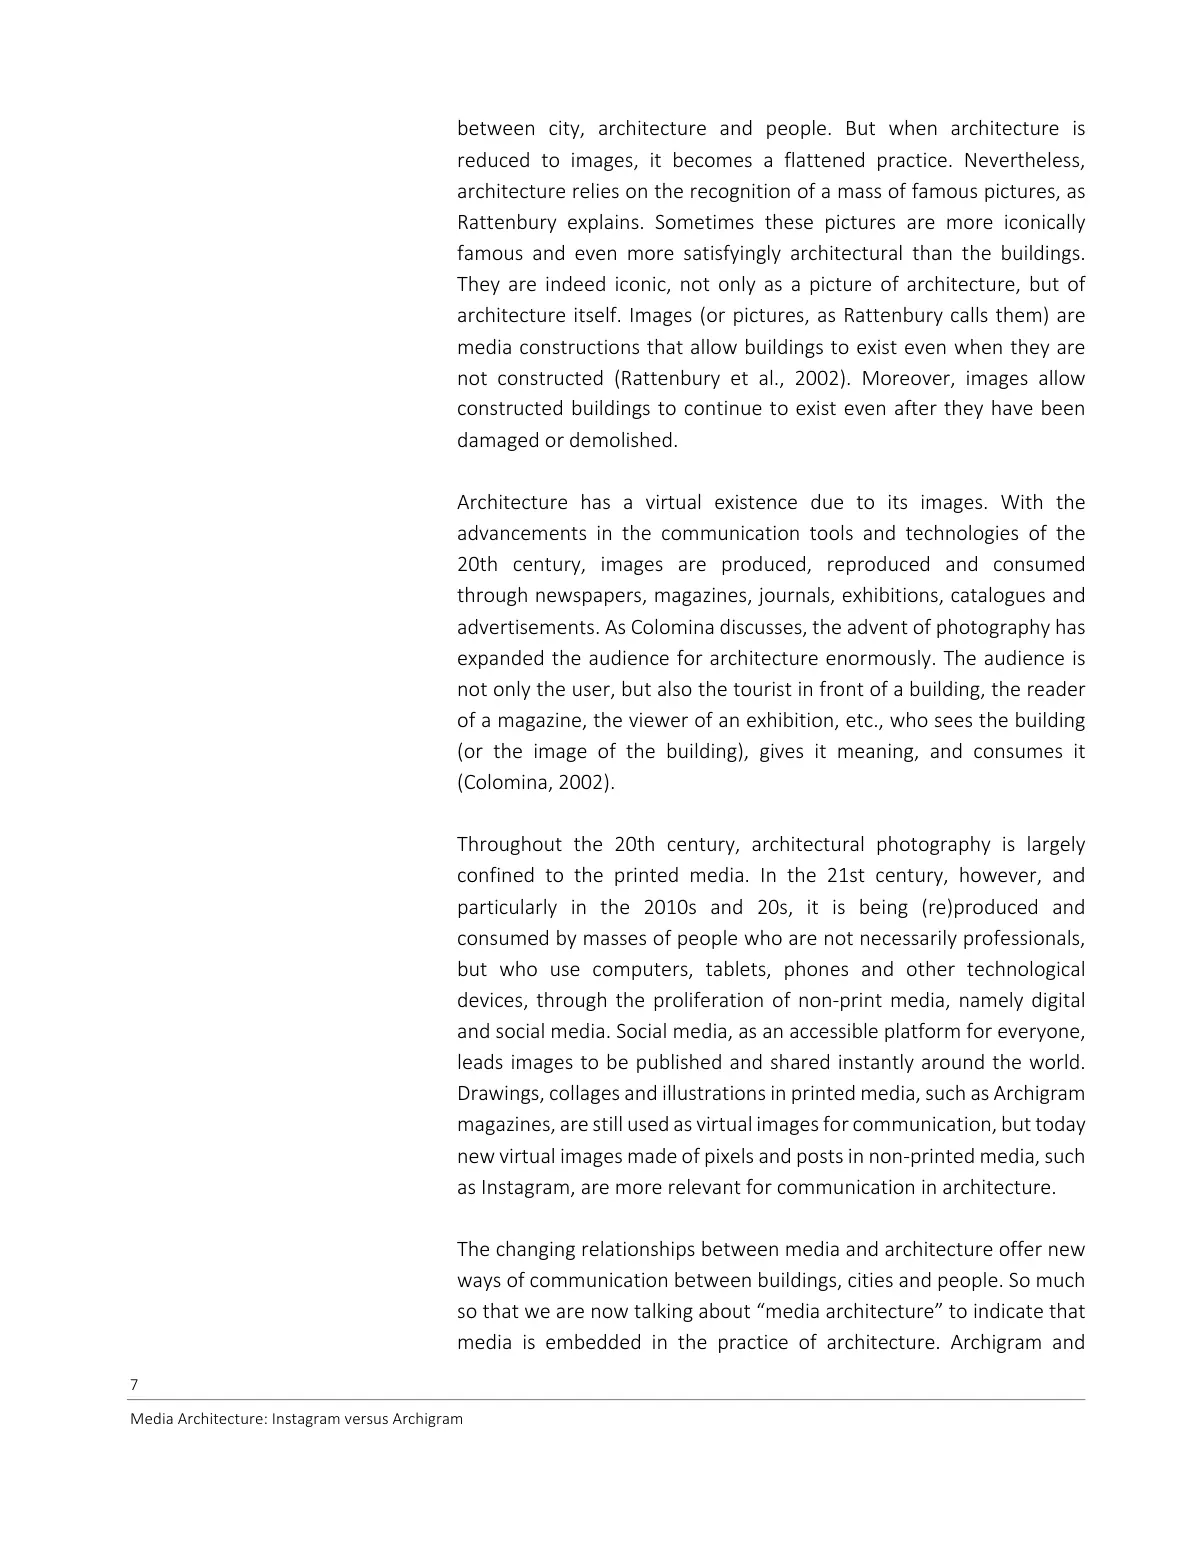 between city, architecture and people. But when architecture is
reduced to images, it becomes a flattened practice. Nevertheless,
architecture relies on the recognition of a mass of famous pictures, as
Rattenbury explains. Sometimes these pictures are more iconically
famous and even more satisfyingly architectural than the buildings.
They are indeed iconic, not only as a picture of architecture, but of
architecture itself. Images (or pictures, as Rattenbury calls them) are
media constructions that allow buildings to exist even when they are
not constructed (Rattenbury et al., 2002). Moreover, images allow
constructed buildings to continue to exist even after they have been
damaged or demolished.
Architecture has a virtual existence due to its images. With the
advancements in the communication tools and technologies of the
20th century, images are produced, reproduced and consumed
through newspapers, magazines, journals, exhibitions, catalogues and
advertisements. As Colomina discusses, the advent of photography has
expanded the audience for architecture enormously. The audience is
not only the user, but also the tourist in front of a building, the reader
of a magazine, the viewer of an exhibition, etc., who sees the building
(or the image of the building), gives it meaning, and consumes it
(Colomina, 2002).
Throughout the 20th century, architectural photography is largely
confined to the printed media. In the 21st century, however, and
particularly in the 2010s and 20s, it is being (re)produced and
consumed by masses of people who are not necessarily professionals,
but who use computers, tablets, phones and other technological
devices, through the proliferation of non-print media, namely digital
and social media. Social media, as an accessible platform for everyone,
leads images to be published and shared instantly around the world.
Drawings, collages and illustrations in printed media, such as Archigram
magazines, are still used as virtual images for communication, but today
new virtual images made of pixels and posts in non-printed media, such
as Instagram, are more relevant for communication in architecture.
The changing relationships between media and architecture offer new
ways of communication between buildings, cities and people. So much
so that we are now talking about “media architecture” to indicate that
media is embedded in the practice of architecture. Archigram and
7
Media Architecture: Instagram versus Archigram